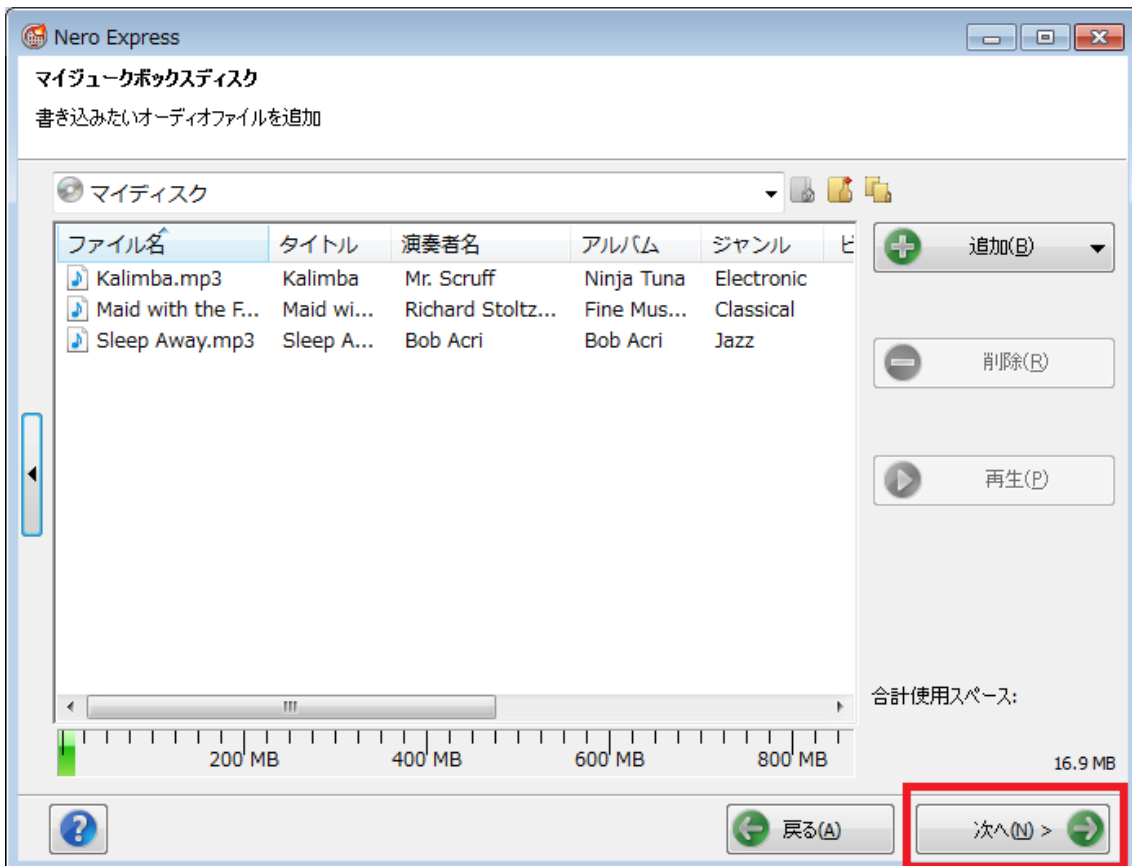 Nero Express
マイジュークボックスディスク
書き込みたいオーディオファイルを追加
マイディスク
ファイル名 タイトル 演奏者名 アルバム ジャンル ビ
Kalimba.mp3 Kalimba Mr. Scruff Ninja Tuna Electronic
Maid with the F... Maid wi... Richard Stoltz... Fine Mus... Classical
Sleep Away.mp3 Sleep A... Bob Acri Bob Acri Jazz
追加(B)
削除(R)
再生(P)
合計使用スペース:
200 MB 400 MB 600 MB 800 MB
16.9 MB
戻る(A) 次へ(N) >